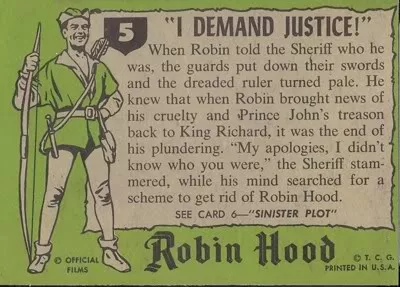 5
"I DEMAND JUSTICE!"
When Robin told the Sheriff who he
was, the guards put down their swords
and the dreaded ruler turned pale. He
knew that when Robin brought news of
his cruelty and Prince John's treason
back to King Richard, it was the end of
his plundering. "My apologies, I didn't
know who you were," the Sheriff stam-
mered, while his mind searched for a
scheme to get rid of Robin Hood.
SEE CARD 6—"SINISTER PLOT"
© OFFICIAL
FILMS
Robin Hood
© T. C. G.
PRINTED IN U.S.A.